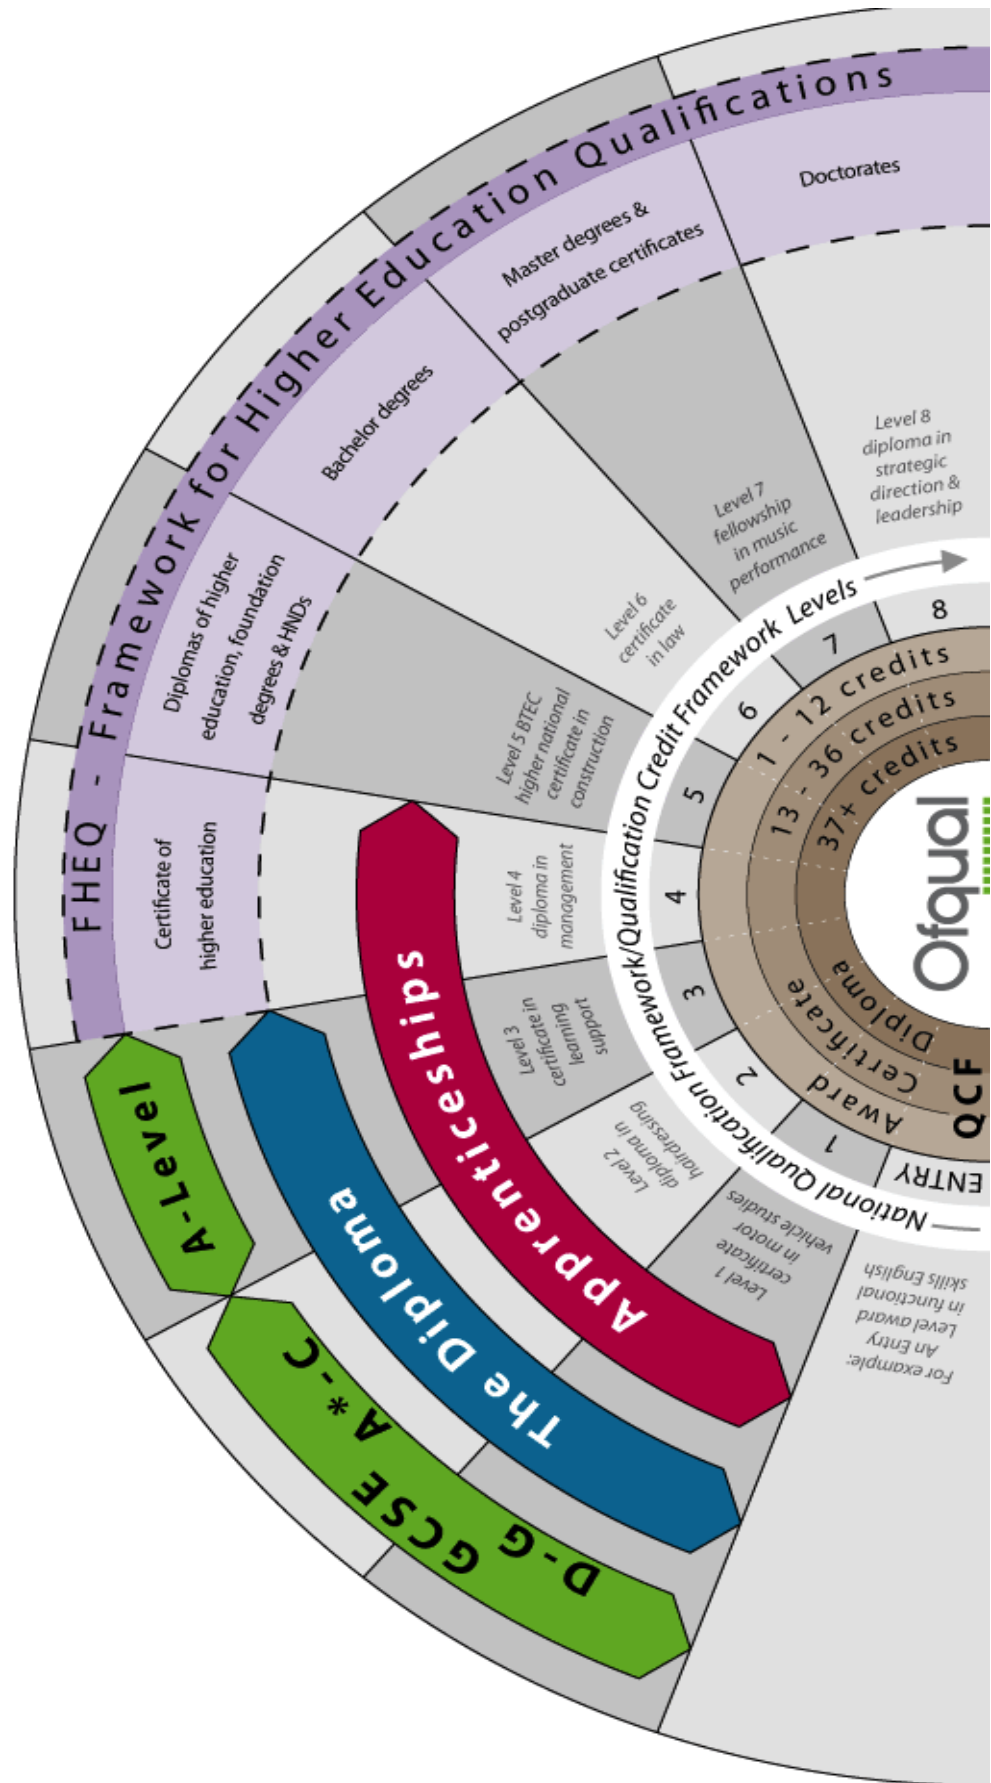 FHEQ - Framework for Higher Education Qualifications
Doctorates
Master degrees &
postgraduate certificates
Bachelor degrees
Diplomas of higher
education, foundation
degrees & HNDs
Certificate of
higher education
Level 8
diploma in
strategic
direction &
leadership
Level 7
fellowship
in music
performance
Level 6
certificate
in law
Level 5 BTEC
higher national
certificate in
construction
Level 4
diploma in
management
Level 3
certificate in
learning
support
Level 2
diploma in
hairdressing
Level 1
certificate
in motor
vehicle studies
For example:
An Entry
Level award
in functional
skills English
National Qualification Framework/Qualification Credit Framework Levels
ENTRY
1
2
3
4
5
6
7
8
Award
1 - 12 credits
Certificate
13 - 36 credits
Diploma
37+ credits
QCF
Ofqual
Apprenticeships
The Diploma
A-Level
GCSE A*-C
D-G